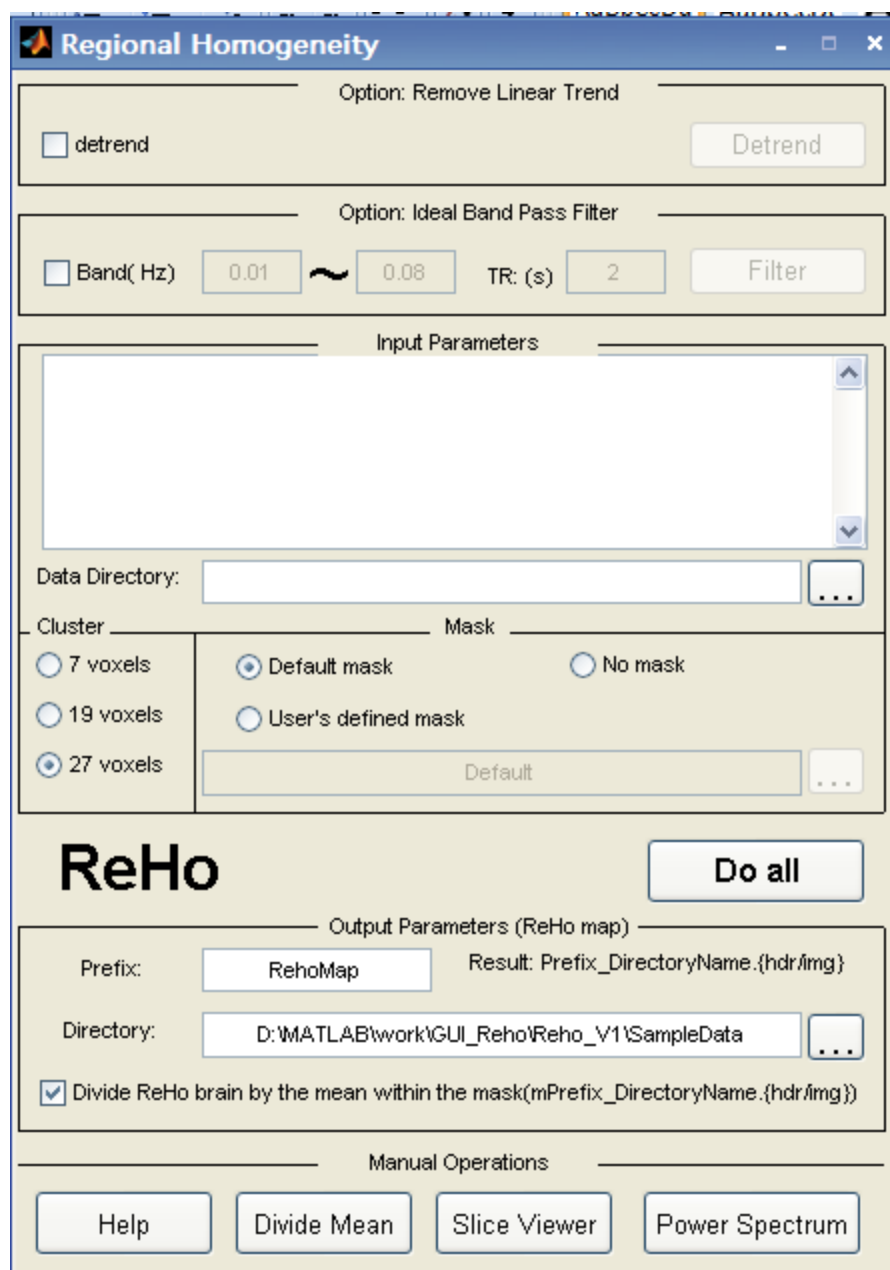 Regional Homogeneity
Option: Remove Linear Trend
detrend Detrend
Option: Ideal Band Pass Filter
Band( Hz) 0.01 ~ 0.08 TR: (s) 2 Filter
Input Parameters
Data Directory: ...
Cluster Mask
7 voxels Default mask No mask
19 voxels User's defined mask
27 voxels Default ...
ReHo Do all
Output Parameters (ReHo map)
Prefix: RehoMap Result: Prefix_DirectoryName.{hdr/img}
Directory: D:\MATLAB\work\GUI_Reho\Reho_V1\SampleData ...
Divide ReHo brain by the mean within the mask(mPrefix_DirectoryName.{hdr/img})
Manual Operations
Help Divide Mean Slice Viewer Power Spectrum